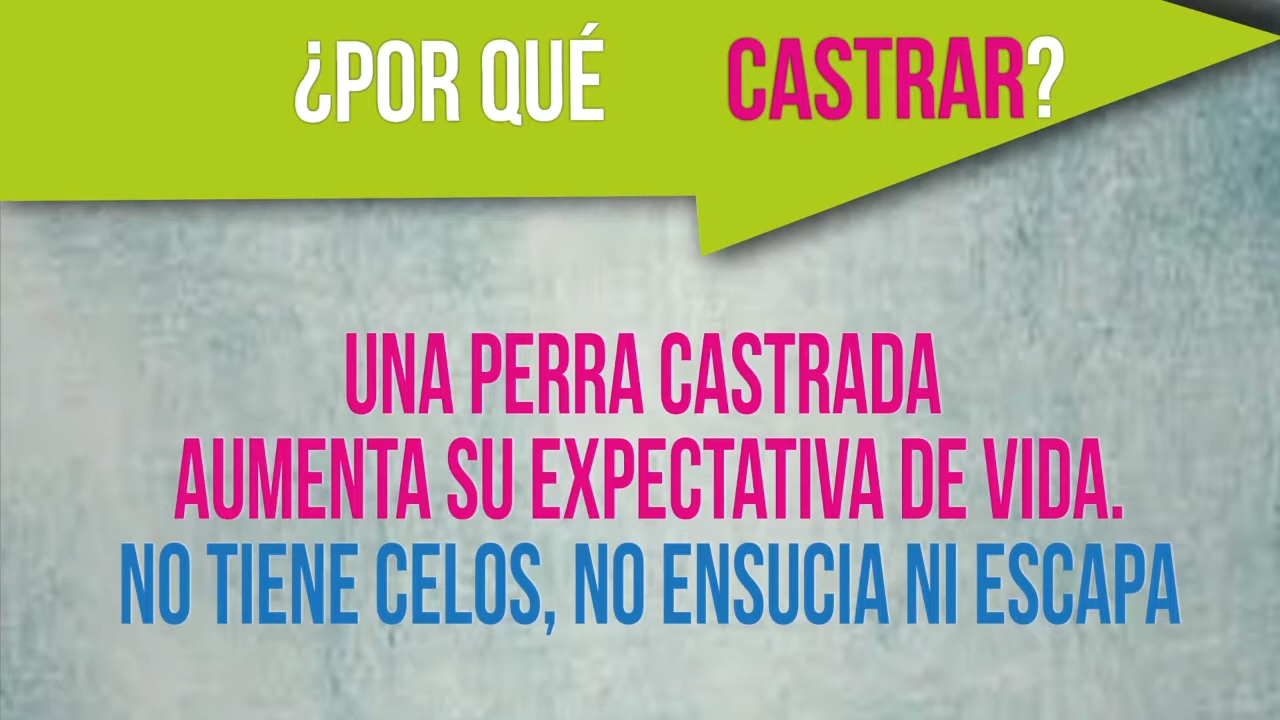 ¿POR QUÉ CASTRAR?
UNA PERRA CASTRADA
AUMENTA SU EXPECTATIVA DE VIDA.
NO TIENE CELOS, NO ENSUCIA NI ESCAPA